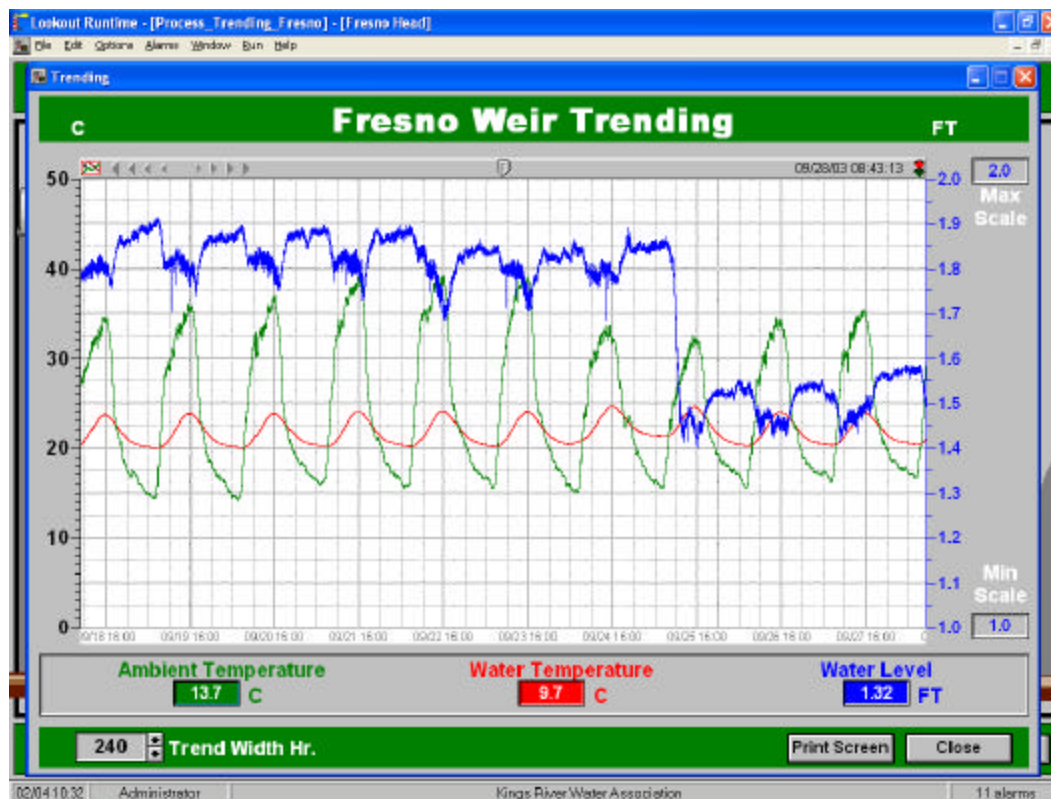 Lookout Runtime - [Process_Trending_Fresno] - [Fresno Head]
File Edit Options Alarms Window Run Help
Trending
C Fresno Weir Trending FT
09/28/03 08:43:13
50 2.0 2.0
Max
Scale
1.9
40 1.8
1.7
30 1.6
1.5
20 1.4
1.3
10 1.2
1.1
Min
Scale
0 1.0 1.0
9/18 16:00 09/19 16:00 09/20 16:00 09/21 16:00 09/22 16:00 09/23 16:00 09/24 16:00 09/25 16:00 09/26 16:00 09/27 16:00
Ambient Temperature Water Temperature Water Level
13.7 C 9.7 C 1.32 FT
240 Trend Width Hr. Print Screen Close
02/04 10:32 Administrator Kings River Water Association 11 alarms